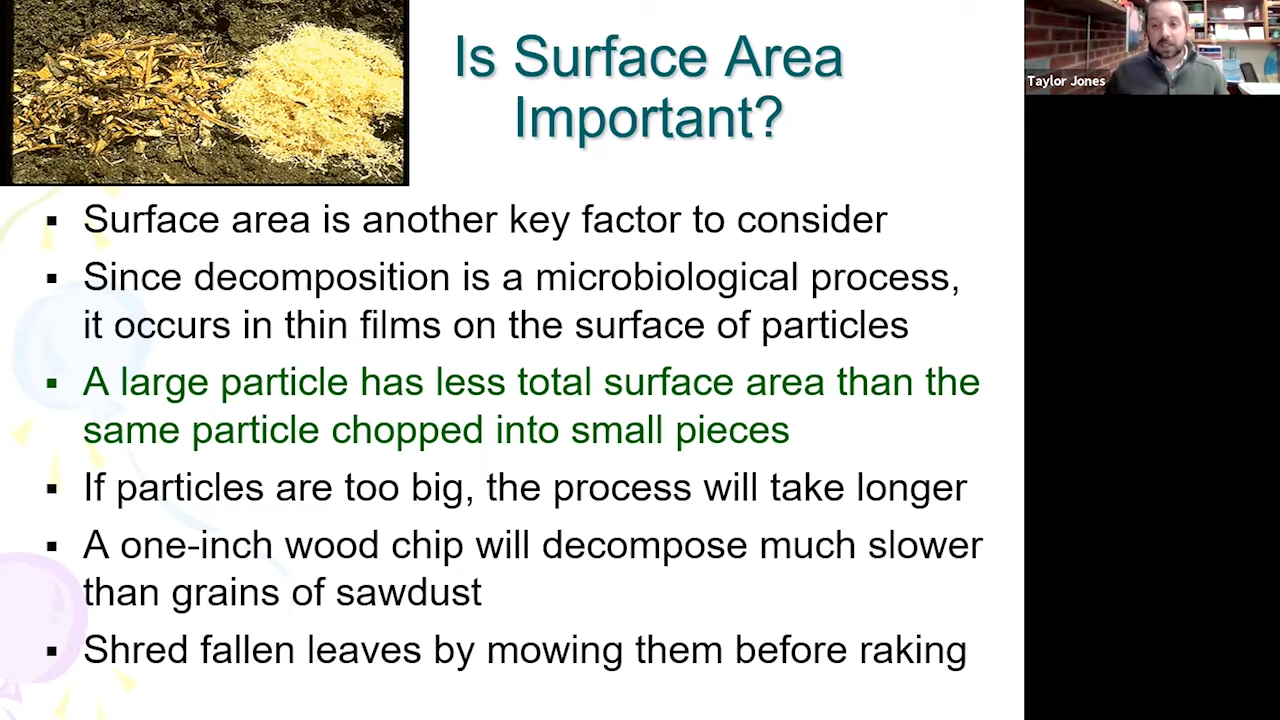 Is Surface Area
Important?
Taylor Jones
▪ Surface area is another key factor to consider
▪ Since decomposition is a microbiological process,
it occurs in thin films on the surface of particles
▪ A large particle has less total surface area than the
same particle chopped into small pieces
▪ If particles are too big, the process will take longer
▪ A one-inch wood chip will decompose much slower
than grains of sawdust
▪ Shred fallen leaves by mowing them before raking